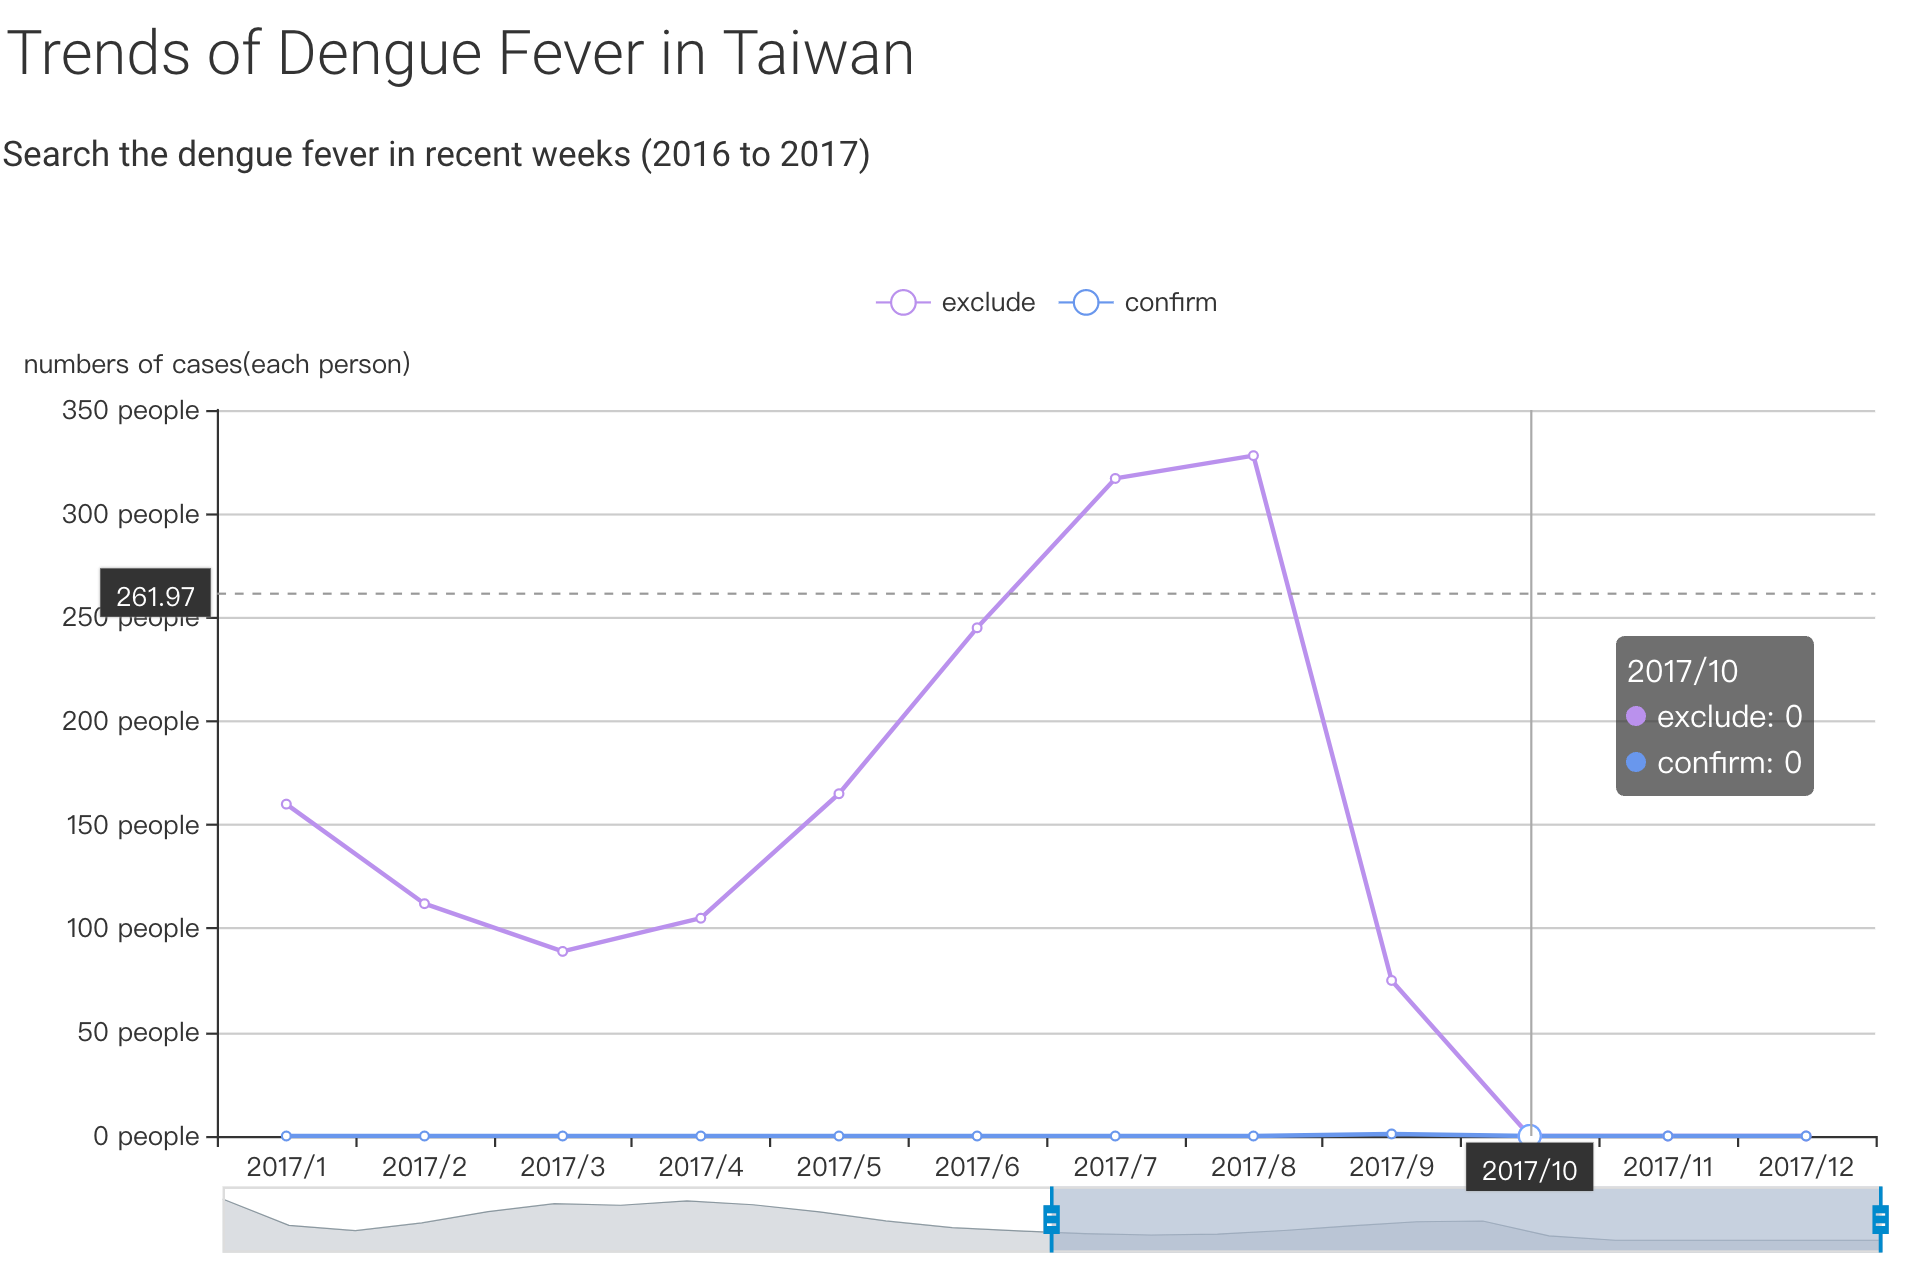 Trends of Dengue Fever in Taiwan
Search the dengue fever in recent weeks (2016 to 2017)
exclude confirm
numbers of cases(each person)
350 people
300 people
261.97
250 people
200 people
150 people
100 people
50 people
0 people
2017/10
exclude: 0
confirm: 0
2017/1 2017/2 2017/3 2017/4 2017/5 2017/6 2017/7 2017/8 2017/9 2017/10 2017/11 2017/12